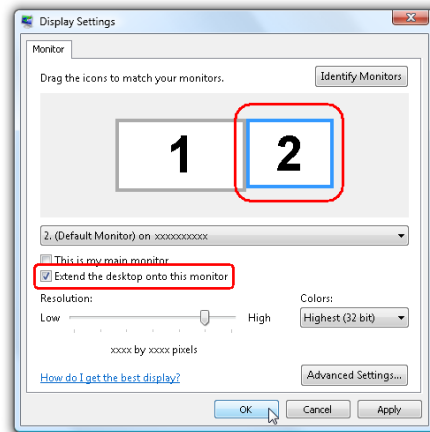 Display Settings
Monitor
Drag the icons to match your monitors.
Identify Monitors
1
2
2. (Default Monitor) on xxxxxxxxxx
This is my main monitor
Extend the desktop onto this monitor
Resolution:
Colors:
Low
High
Highest (32 bit)
xxxx by xxxx pixels
How do I get the best display?
Advanced Settings...
OK
Cancel
Apply